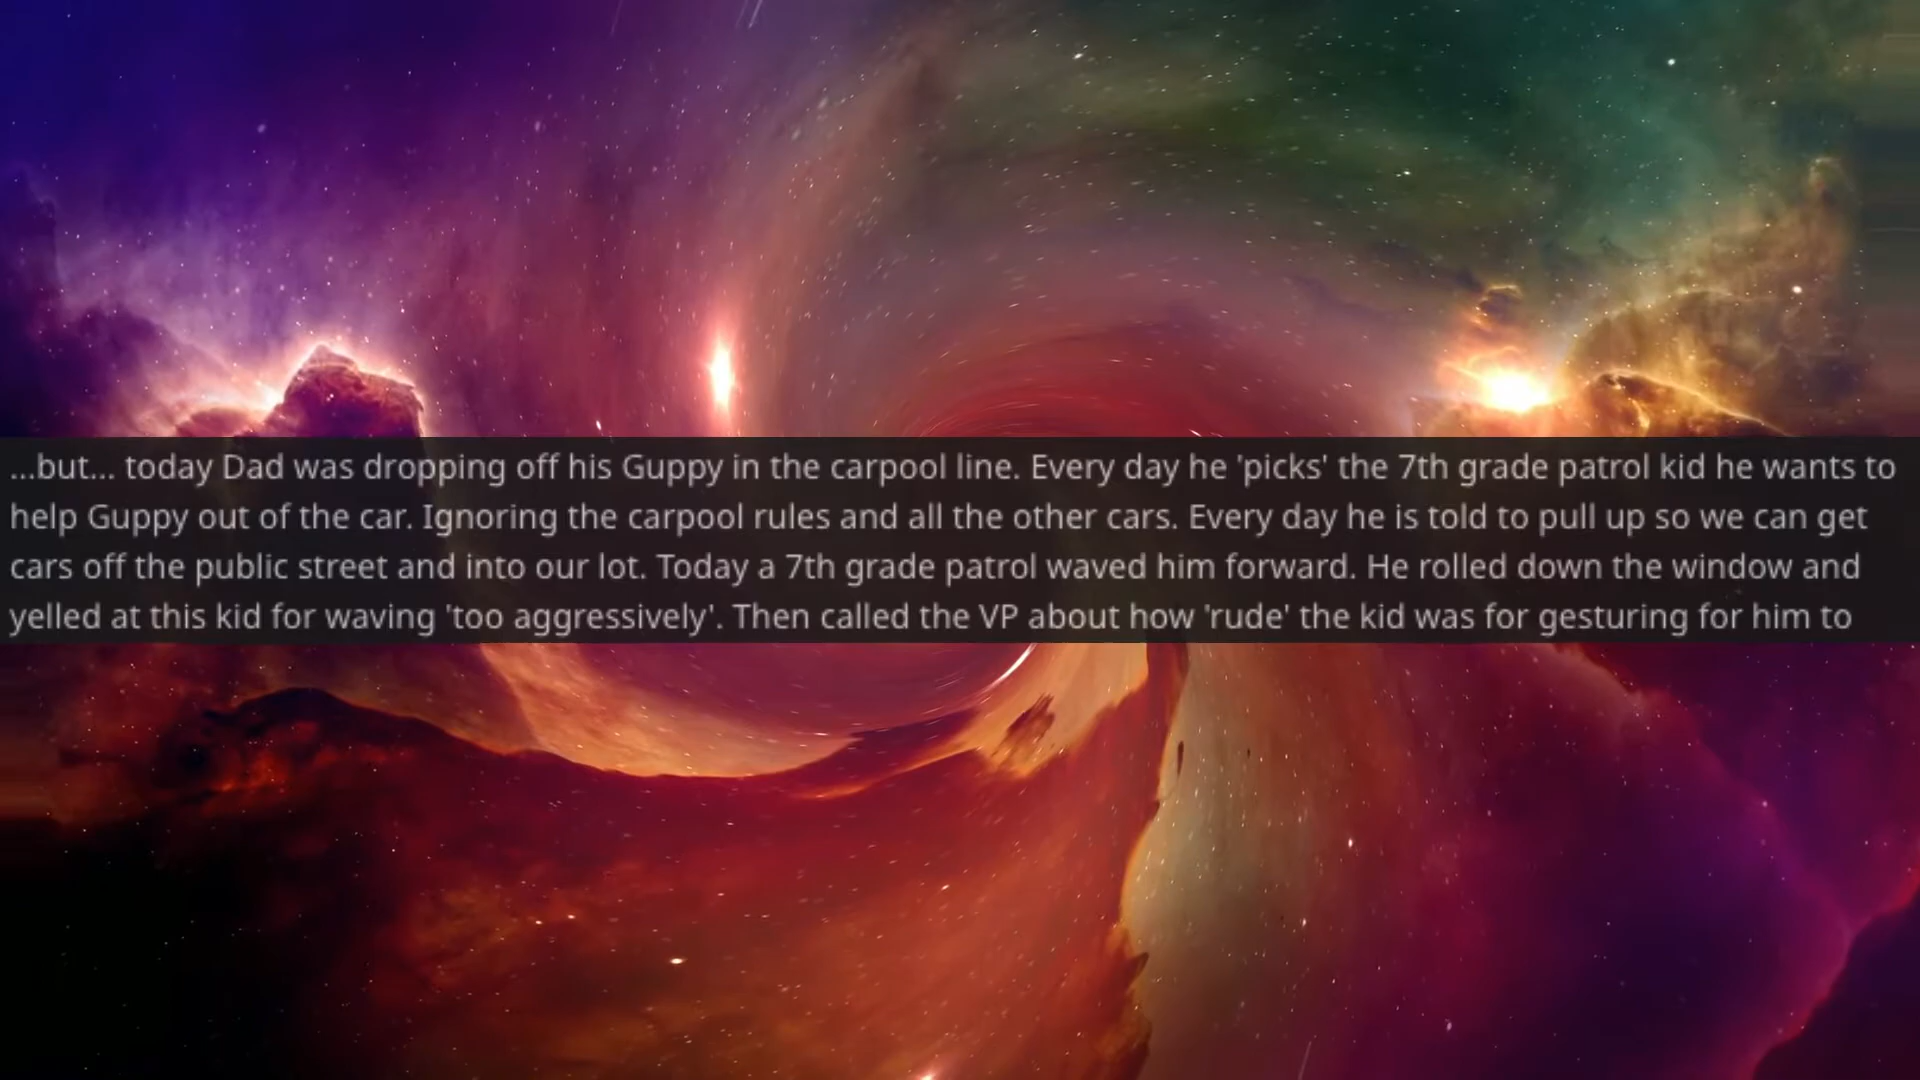 ...but... today Dad was dropping off his Guppy in the carpool line. Every day he 'picks' the 7th grade patrol kid he wants to
help Guppy out of the car. Ignoring the carpool rules and all the other cars. Every day he is told to pull up so we can get
cars off the public street and into our lot. Today a 7th grade patrol waved him forward. He rolled down the window and
yelled at this kid for waving 'too aggressively'. Then called the VP about how 'rude' the kid was for gesturing for him to